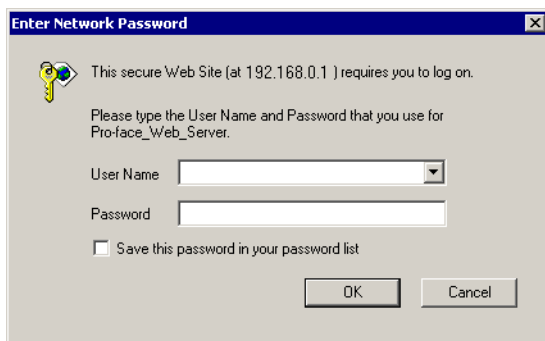 Enter Network Password
This secure Web Site (at 192.168.0.1 ) requires you to log on.
Please type the User Name and Password that you use for
Pro-face_Web_Server.
User Name
Password
Save this password in your password list
OK
Cancel